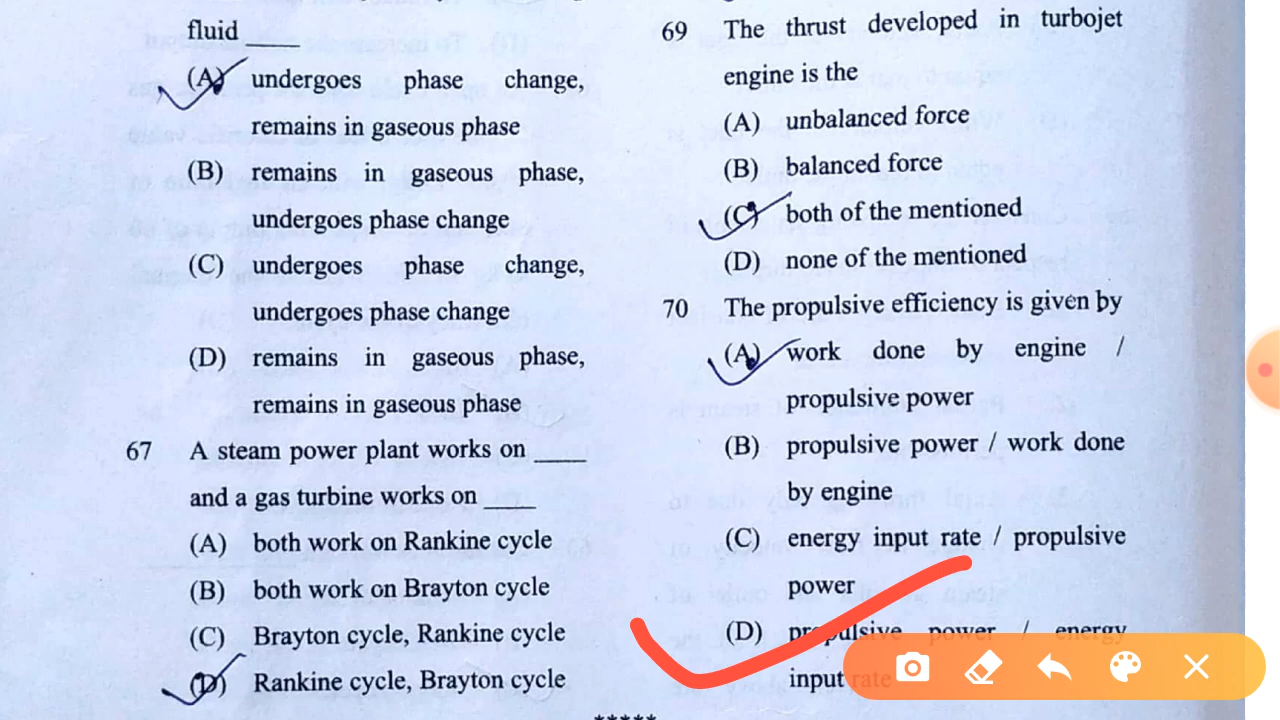 fluid ____
(A) undergoes phase change,
remains in gaseous phase
(B) remains in gaseous phase,
undergoes phase change
(C) undergoes phase change,
undergoes phase change
(D) remains in gaseous phase,
remains in gaseous phase
67 A steam power plant works on ____
and a gas turbine works on ____
(A) both work on Rankine cycle
(B) both work on Brayton cycle
(C) Brayton cycle, Rankine cycle
(D) Rankine cycle, Brayton cycle
69 The thrust developed in turbojet
engine is the
(A) unbalanced force
(B) balanced force
(C) both of the mentioned
(D) none of the mentioned
70 The propulsive efficiency is given by
(A) work done by engine /
propulsive power
(B) propulsive power / work done
by engine
(C) energy input rate / propulsive
power
(D) propulsive power / energy
input rate
*****